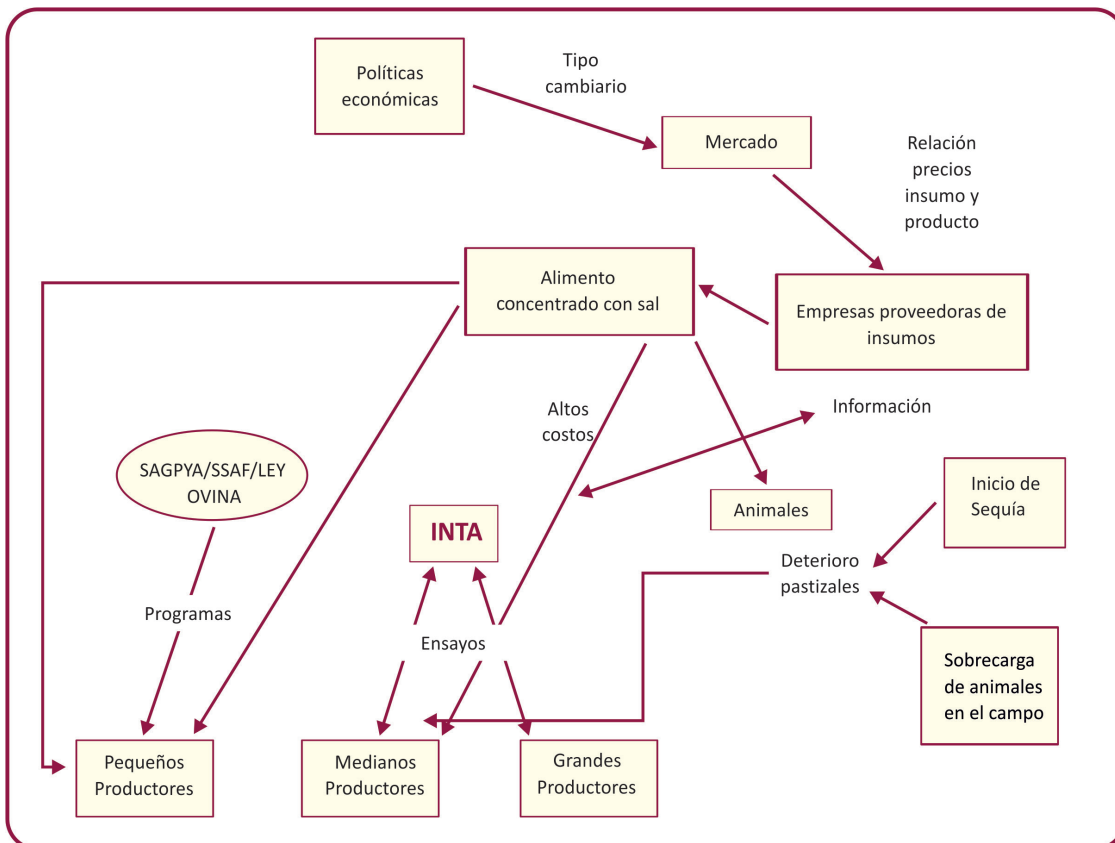 Políticas
económicas
Tipo
cambiario
Mercado
Relación
precios
insumo y
producto
Alimento
concentrado con sal
Empresas proveedoras de
insumos
Altos
costos
Información
SAGPYA/SSAF/LEY
OVINA
INTA
Animales
Inicio de
Sequía
Deterioro
pastizales
Programas
Ensayos
Sobrecarga
de animales
en el campo
Pequeños
Productores
Medianos
Productores
Grandes
Productores